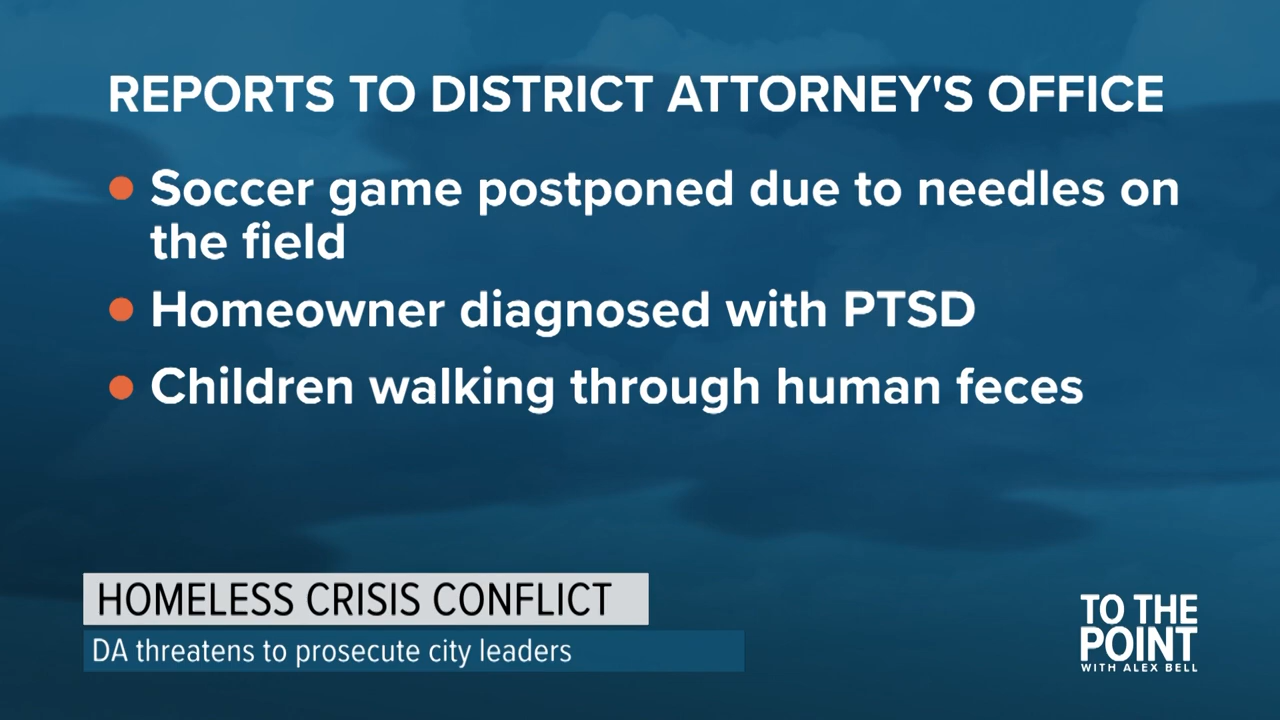 REPORTS TO DISTRICT ATTORNEY'S OFFICE
Soccer game postponed due to needles on
the field
Homeowner diagnosed with PTSD
Children walking through human feces
HOMELESS CRISIS CONFLICT
DA threatens to prosecute city leaders
TO THE
POINT
WITH ALEX BELL